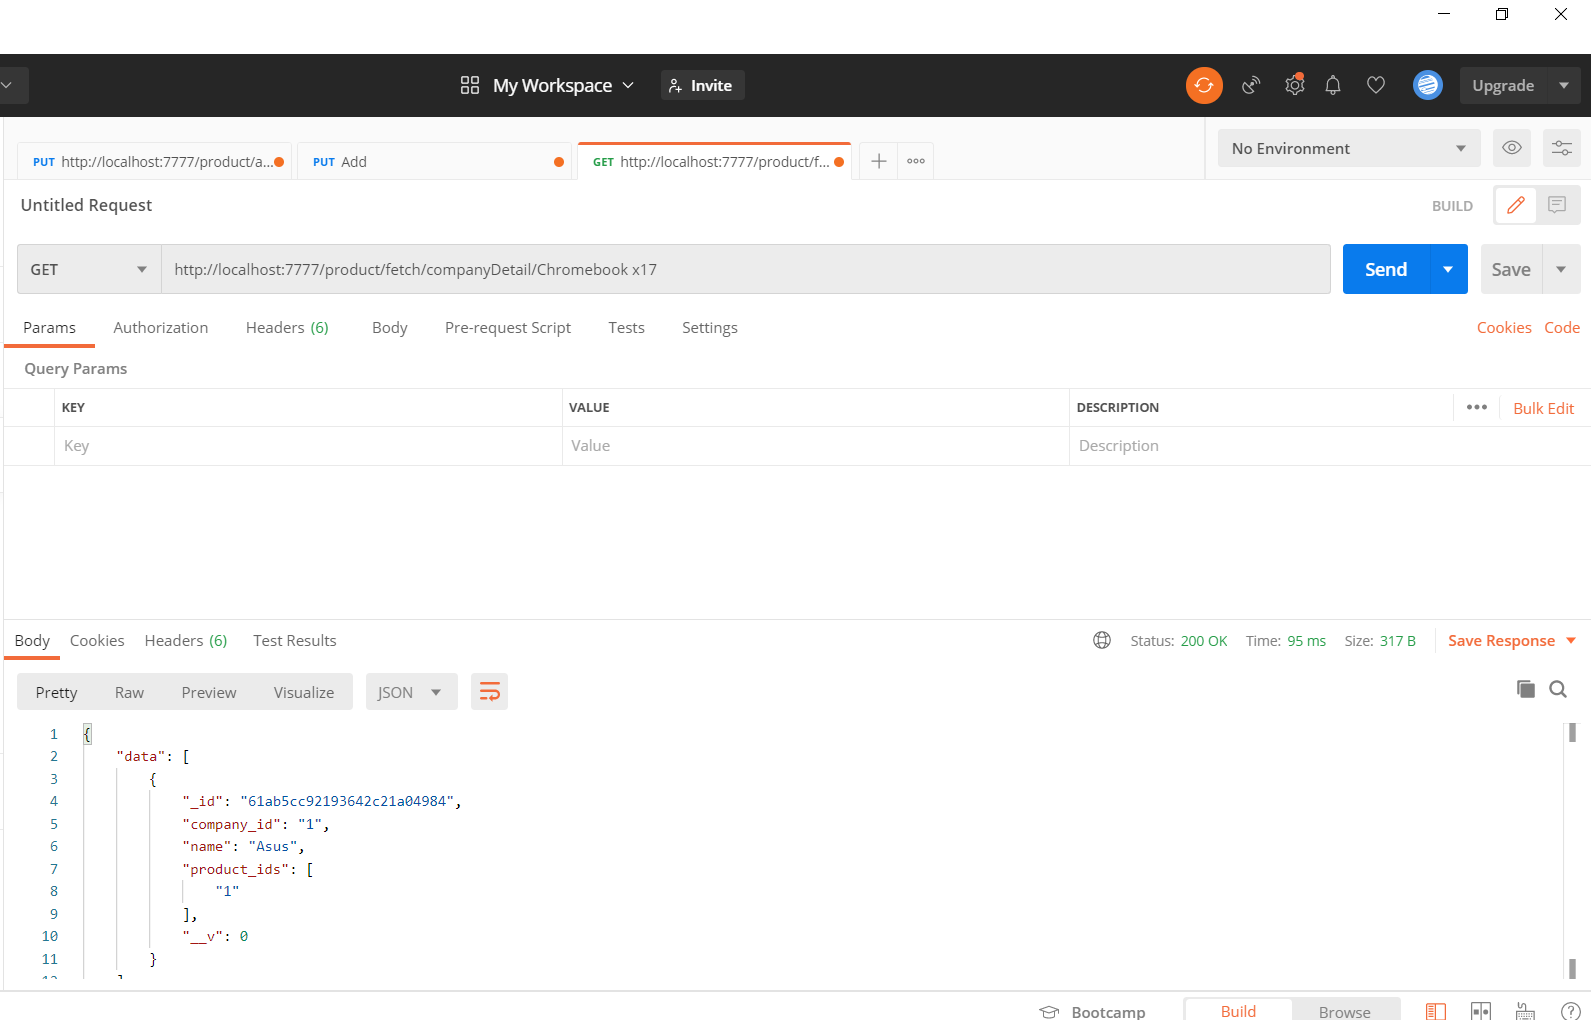 My Workspace
Invite
Upgrade
PUT http://localhost:7777/product/a...
PUT Add
GET http://localhost:7777/product/f...
No Environment
Untitled Request
BUILD
GET
http://localhost:7777/product/fetch/companyDetail/Chromebook x17
Send
Save
Params Authorization Headers (6) Body Pre-request Script Tests Settings
Cookies Code
Query Params
KEY VALUE DESCRIPTION
Bulk Edit
Key Value Description
Body Cookies Headers (6) Test Results
Status: 200 OK Time: 95 ms Size: 317 B
Save Response
Pretty Raw Preview Visualize JSON
1 {
2 "data": [
3 {
4 "_id": "61ab5cc92193642c21a04984",
5 "company_id": "1",
6 "name": "Asus",
7 "product_ids": [
8 "1"
9 ],
10 "__v": 0
11 }
Bootcamp
Build
Browse